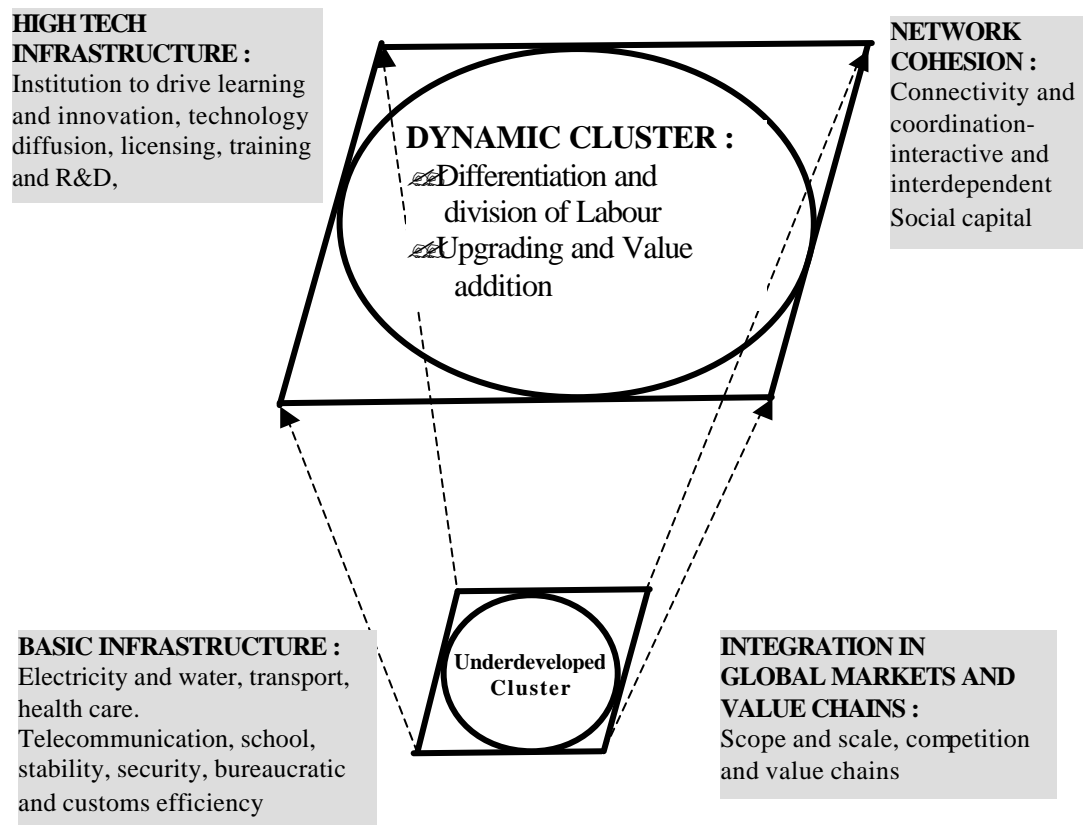 HIGH TECH
INFRASTRUCTURE :
Institution to drive learning
and innovation, technology
diffusion, licensing, training
and R&D,
NETWORK
COHESION :
Connectivity and
coordination-
interactive and
interdependent
Social capital
DYNAMIC CLUSTER :
Differentiation and
division of Labour
Upgrading and Value
addition
Underdeveloped
Cluster
BASIC INFRASTRUCTURE :
Electricity and water, transport,
health care.
Telecommunication, school,
stability, security, bureaucratic
and customs efficiency
INTEGRATION IN
GLOBAL MARKETS AND
VALUE CHAINS :
Scope and scale, competition
and value chains